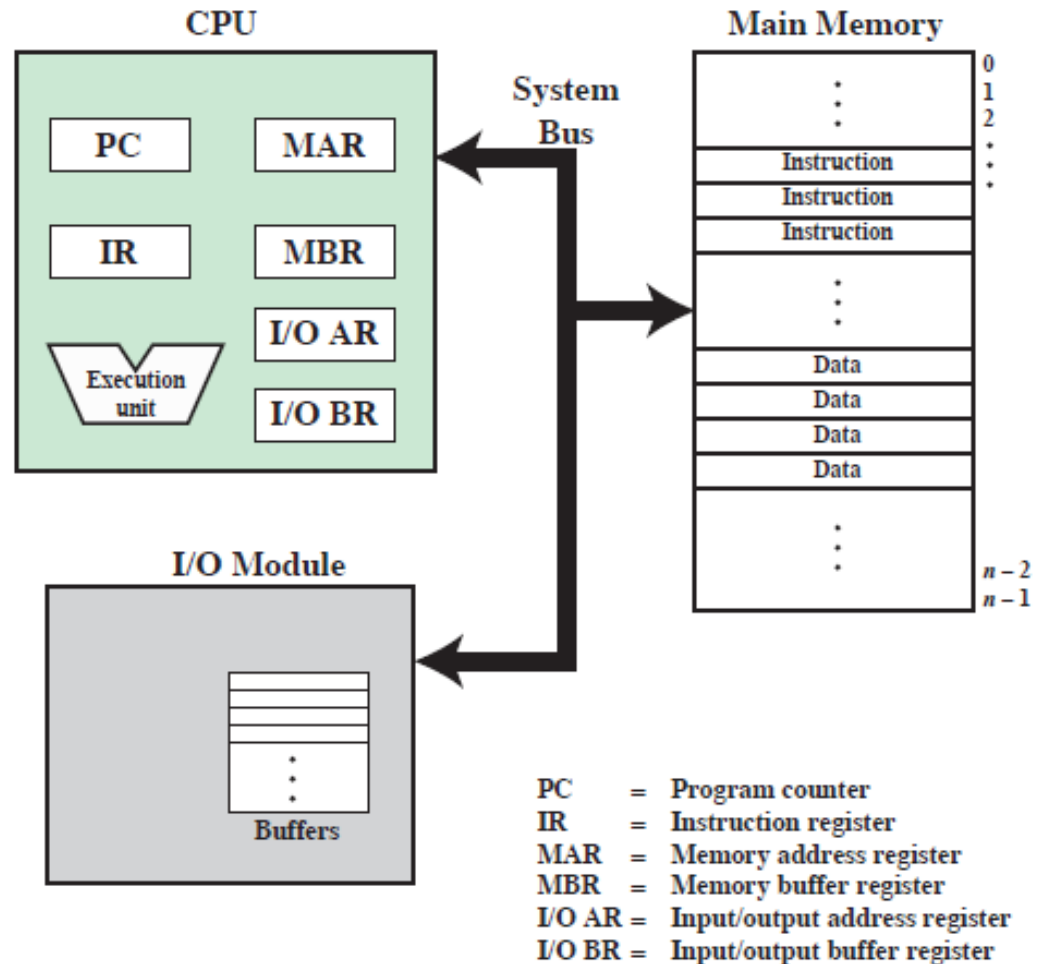 CPU
PC
MAR
IR
MBR
I/O AR
I/O BR
Execution
unit
System
Bus
Main Memory
0
1
2
Instruction
Instruction
Instruction
Data
Data
Data
Data
n – 2
n – 1
I/O Module
Buffers
PC = Program counter
IR = Instruction register
MAR = Memory address register
MBR = Memory buffer register
I/O AR = Input/output address register
I/O BR = Input/output buffer register